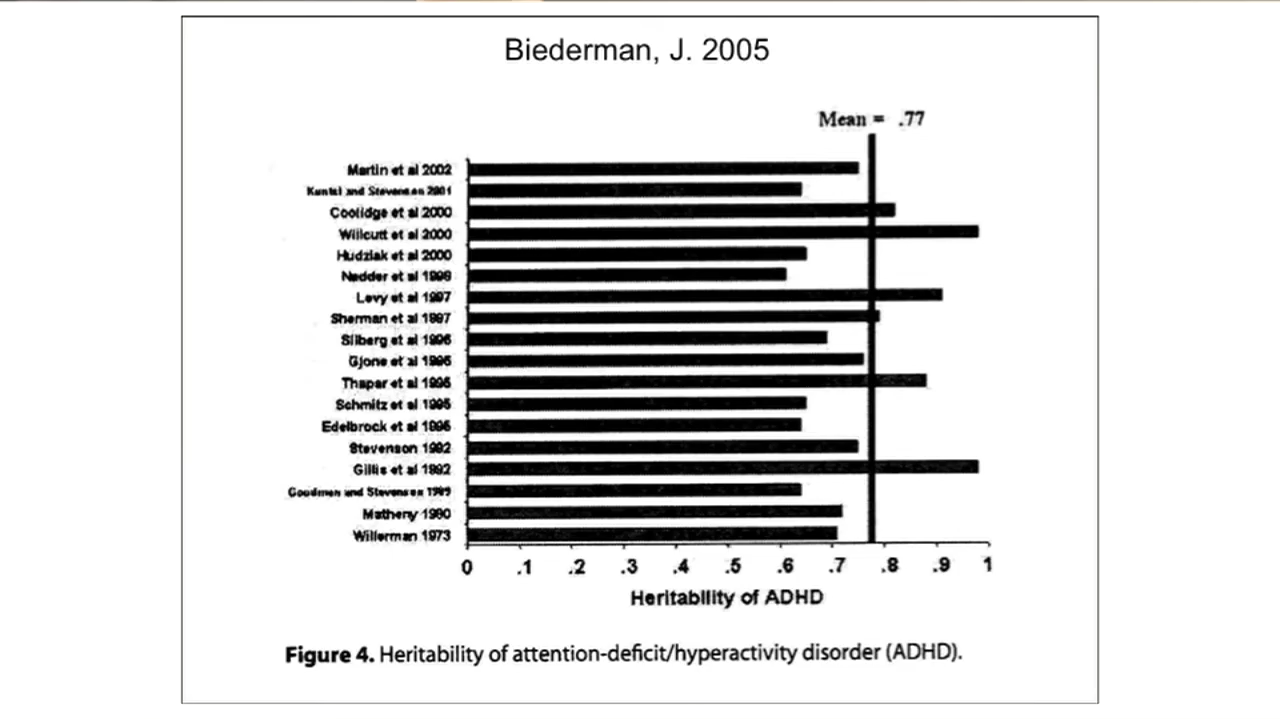 Biederman, J. 2005
Mean = .77
Martin et al 2002
Kuntsi and Stevenson 2001
Coolidge et al 2000
Willcutt et al 2000
Hudziak et al 2000
Nadder et al 1998
Levy et al 1997
Sherman et al 1997
Silberg et al 1996
Gjone et al 1996
Thapar et al 1995
Schmitz et al 1995
Edelbrock et al 1995
Stevenson 1992
Gillis et al 1992
Goodman and Stevenson 1989
Matheny 1980
Willerman 1973
0 .1 .2 .3 .4 .5 .6 .7 .8 .9 1
Heritability of ADHD
Figure 4. Heritability of attention-deficit/hyperactivity disorder (ADHD).